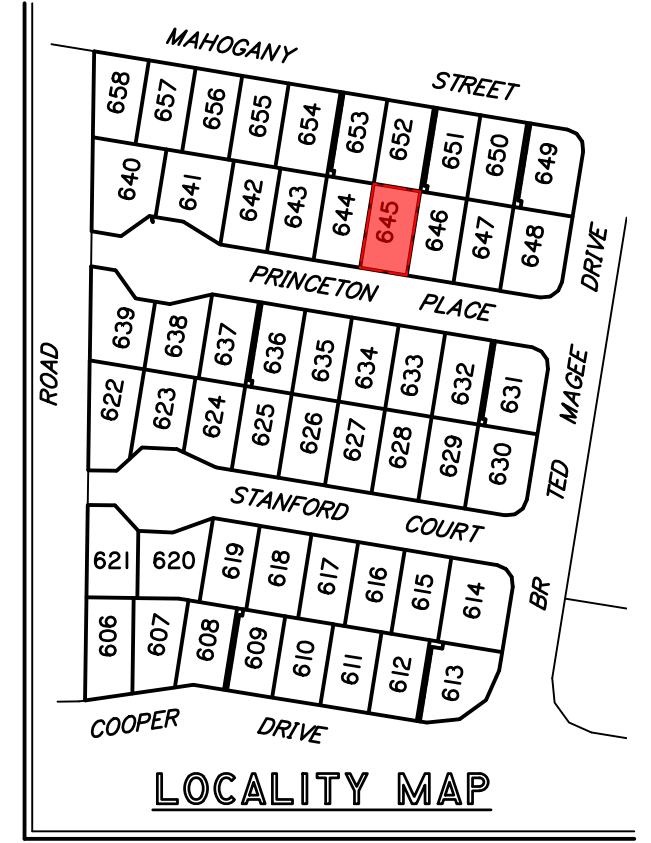 MAHOGANY STREET
658 657 656 655 654 653 652 651 650 649
640 641 642 643 644 645 646 647 648
PRINCETON PLACE
639 638 637 636 635 634 633 632 631
622 623 624 625 626 627 628 629 630
STANFORD COURT
621 620 619 618 617 616 615 614
606 607 608 609 610 611 612 613
COOPER DRIVE
ROAD
BR TED MAGEE DRIVE
LOCALITY MAP